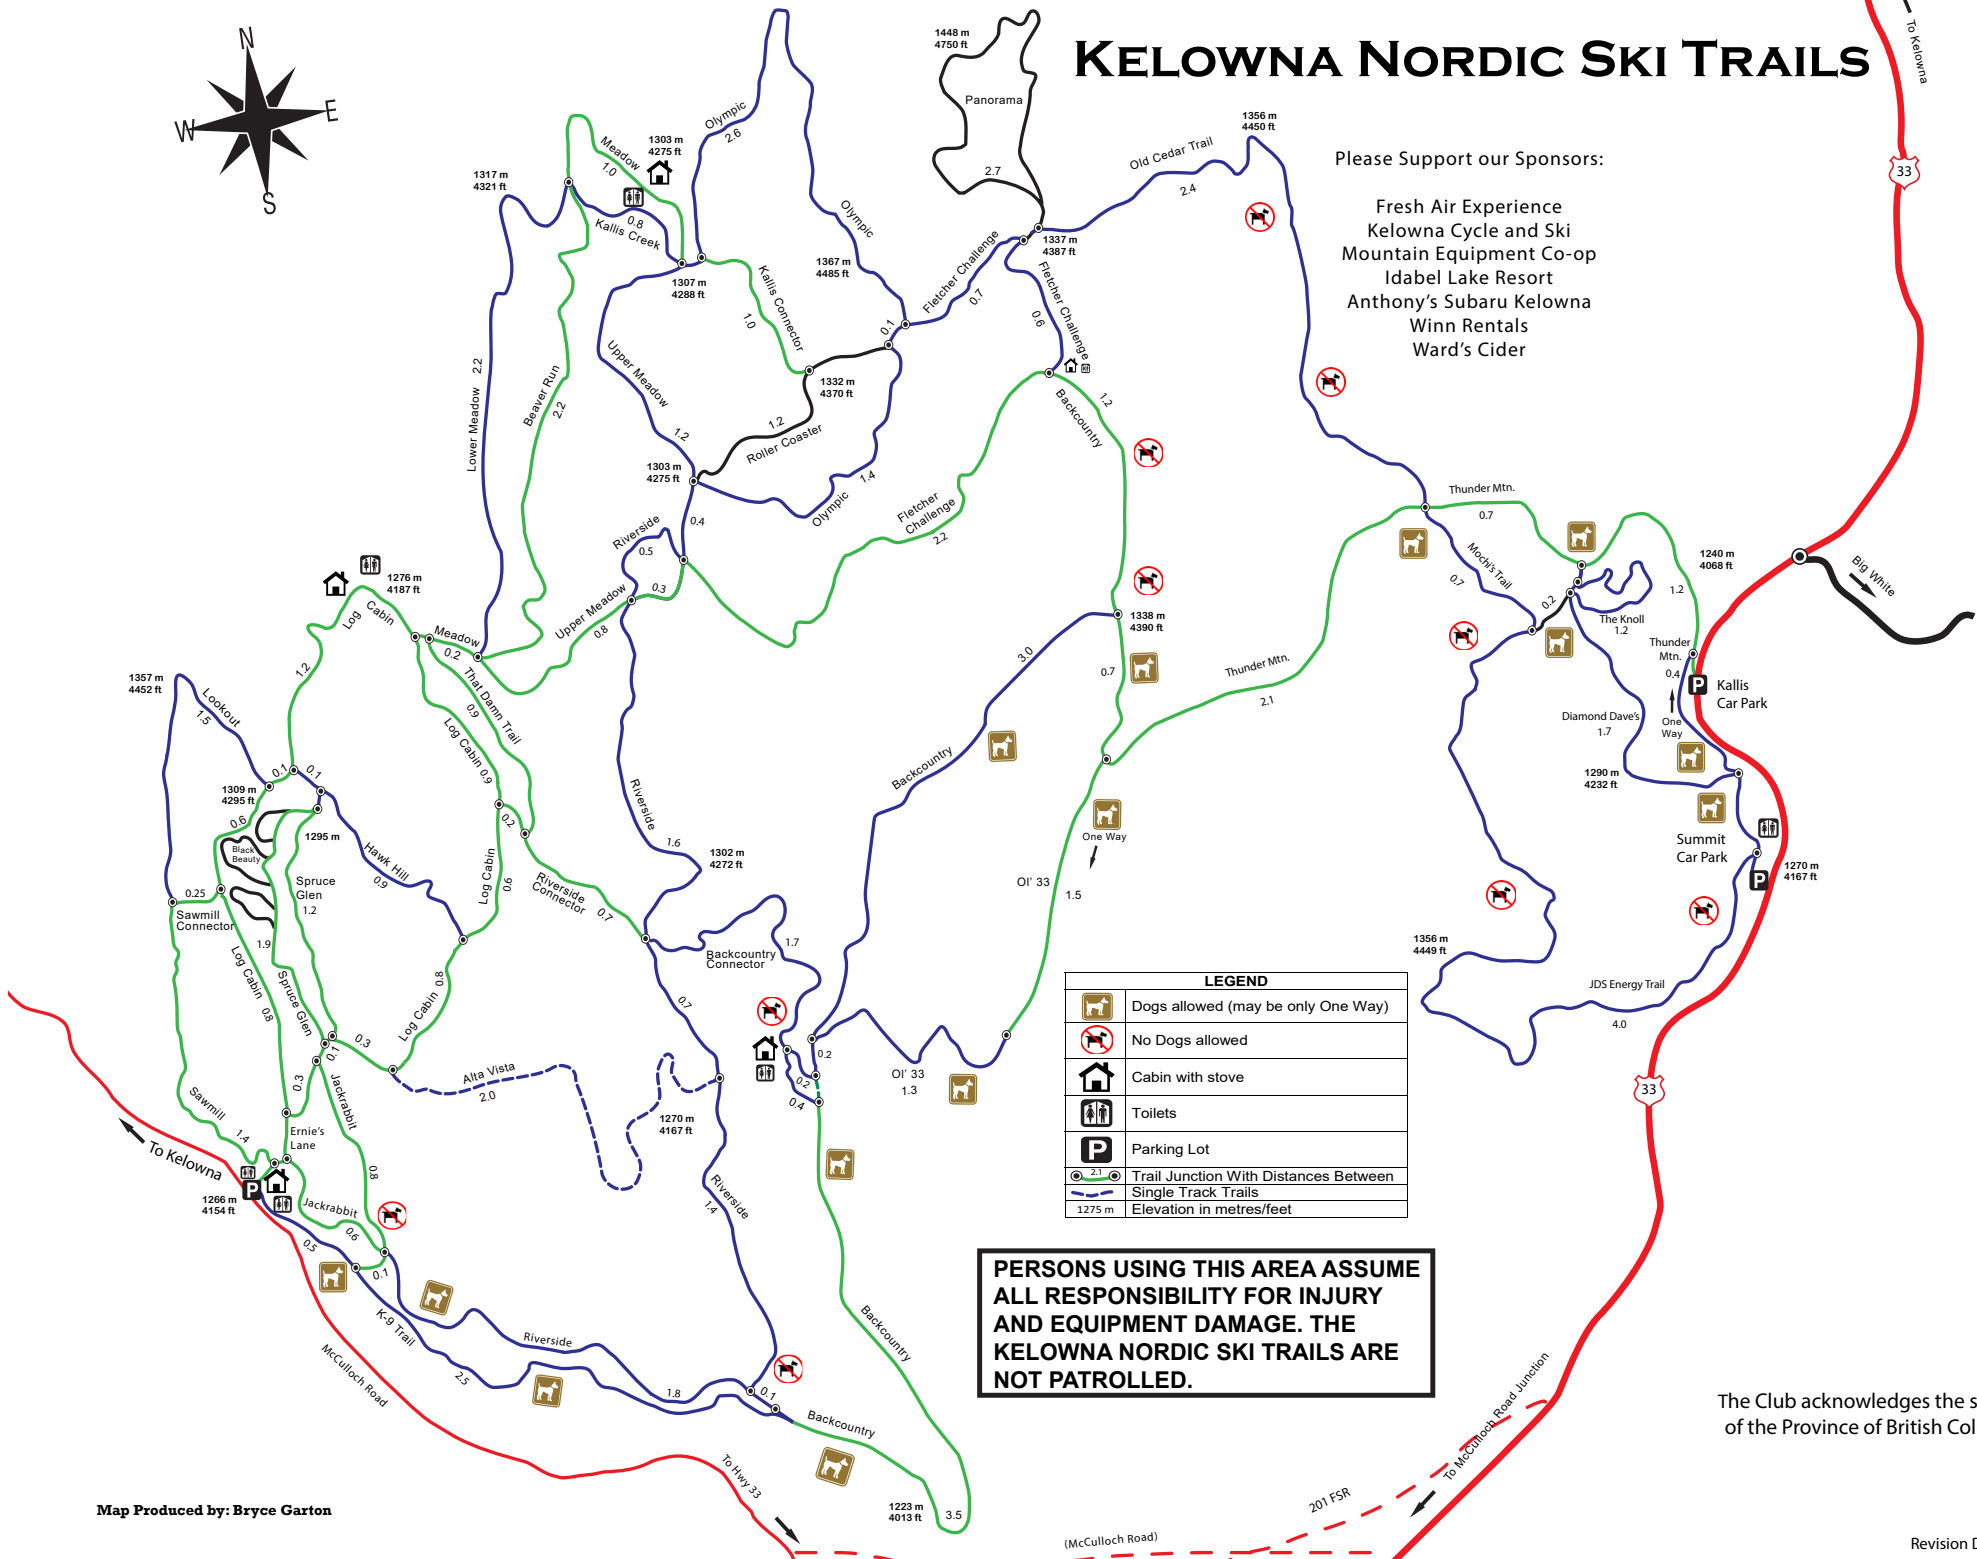 KELOWNA NORDIC SKI TRAILS
To Kelowna
N
E
W
S
1448 m
4750 ft
Panorama
2.7
1356 m
4450 ft
Old Cedar Trail
2.4
Please Support our Sponsors:
Fresh Air Experience
Kelowna Cycle and Ski
Mountain Equipment Co-op
Idabel Lake Resort
Anthony's Subaru Kelowna
Winn Rentals
Ward's Cider
33
Olympic
2.6
Meadow
1.0
1303 m
4275 ft
1317 m
4321 ft
0.8
Kallis Creek
1307 m
4288 ft
Kallis Connector
1.0
Olympic
1367 m
4485 ft
Fletcher Challenge
0.7
0.1
1337 m
4387 ft
Fletcher Challenge
0.6
Upper Meadow
1.2
1332 m
4370 ft
1.2
Roller Coaster
Lower Meadow 2.2
Beaver Run
2.2
1303 m
4275 ft
Olympic
1.4
0.4
Riverside
0.5
0.3
Upper Meadow
0.8
Fletcher
Challenge
2.2
Backcountry
1.2
1338 m
4390 ft
0.7
3.0
Backcountry
Thunder Mtn.
2.1
Thunder Mtn.
0.7
Mochi's Trail
0.7
0.2
The Knoll
1.2
1240 m
4068 ft
1.2
Thunder
Mtn.
0.4
One
Way
Kallis
Car Park
Big White
Diamond Dave's
1.7
1290 m
4232 ft
Summit
Car Park
1270 m
4167 ft
1276 m
4187 ft
Log
Cabin
Meadow
0.2
1.2
That Damn Trail
0.9
Log Cabin 0.9
0.2
1357 m
4452 ft
Lookout
1.5
0.1
0.1
1309 m
4295 ft
0.6
1295 m
Black
Beauty
Hawk Hill
0.9
Log Cabin
0.6
Spruce
Glen
1.2
0.25
Sawmill
Connector
1.9
Log Cabin
0.8
Spruce Glen
Riverside
Connector
0.7
Riverside
1.6
1302 m
4272 ft
Backcountry
Connector
1.7
0.7
Log Cabin 0.8
0.3
0.1
0.3
Alta Vista
2.0
1270 m
4167 ft
0.2
0.2
0.4
Ol' 33
1.3
One Way
Ol' 33
1.5
1356 m
4449 ft
JDS Energy Trail
4.0
33
LEGEND
Dogs allowed (may be only One Way)
No Dogs allowed
Cabin with stove
Toilets
P Parking Lot
2.1 Trail Junction With Distances Between
Single Track Trails
1275 m Elevation in metres/feet
Sawmill
1.4
Ernie's
Lane
Jackrabbit
0.8
To Kelowna
P
1266 m
4154 ft
Jackrabbit
0.6
0.5
0.1
K-9 Trail
2.5
Riverside
1.8
Riverside
1.4
0.1
Backcountry
Backcountry
1223 m
4013 ft
3.5
McCulloch Road
To Hwy 33
PERSONS USING THIS AREA ASSUME
ALL RESPONSIBILITY FOR INJURY
AND EQUIPMENT DAMAGE. THE
KELOWNA NORDIC SKI TRAILS ARE
NOT PATROLLED.
To McCulloch Road Junction
201 FSR
(McCulloch Road)
The Club acknowledges the s
of the Province of British Col
Map Produced by: Bryce Garton
Revision D